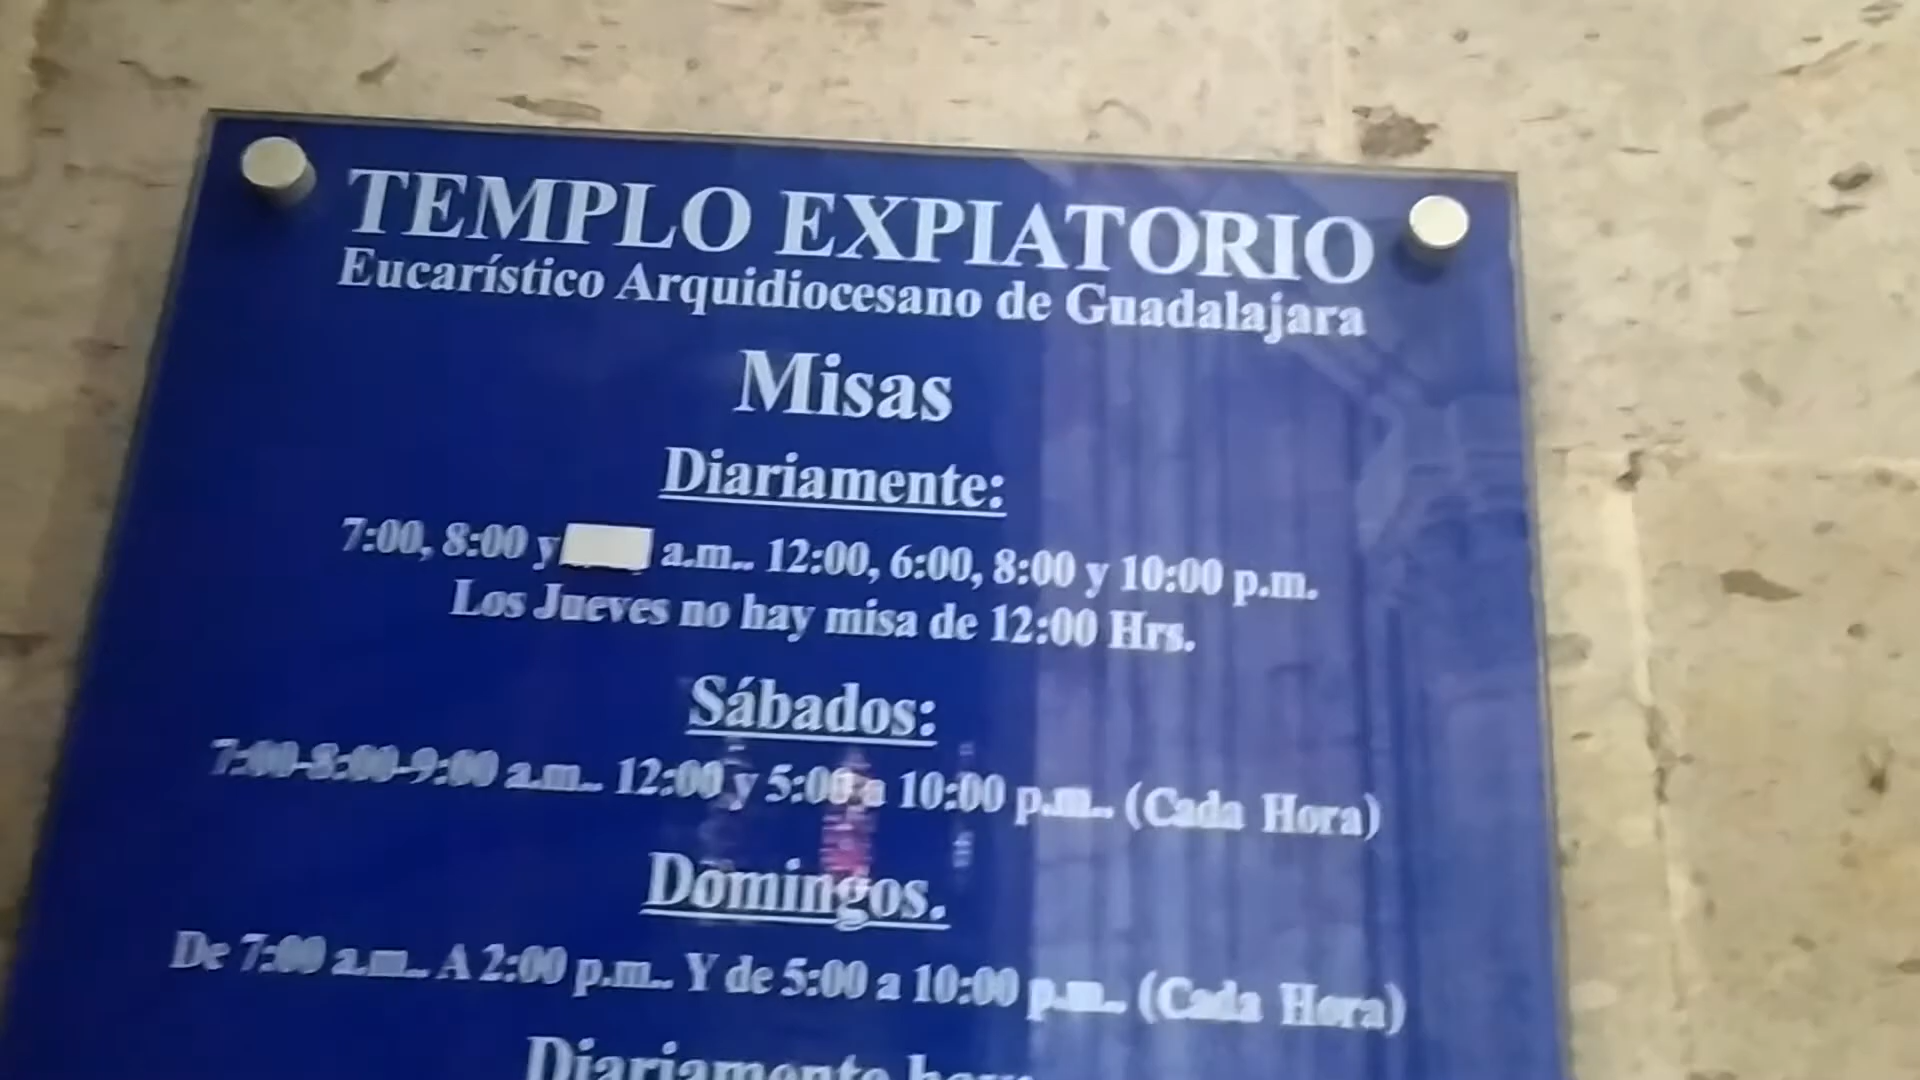 TEMPLO EXPIATORIO
Eucarístico Arquidiocesano de Guadalajara
Misas
Diariamente:
7:00, 8:00 y a.m.. 12:00, 6:00, 8:00 y 10:00 p.m.
Los Jueves no hay misa de 12:00 Hrs.
Sábados:
7:00-8:00-9:00 a.m.. 12:00 y 5:00 a 10:00 p.m.. (Cada Hora)
Domingos.
De 7:00 a.m.. A 2:00 p.m.. Y de 5:00 a 10:00 p.m.. (Cada Hora)
Diariamente